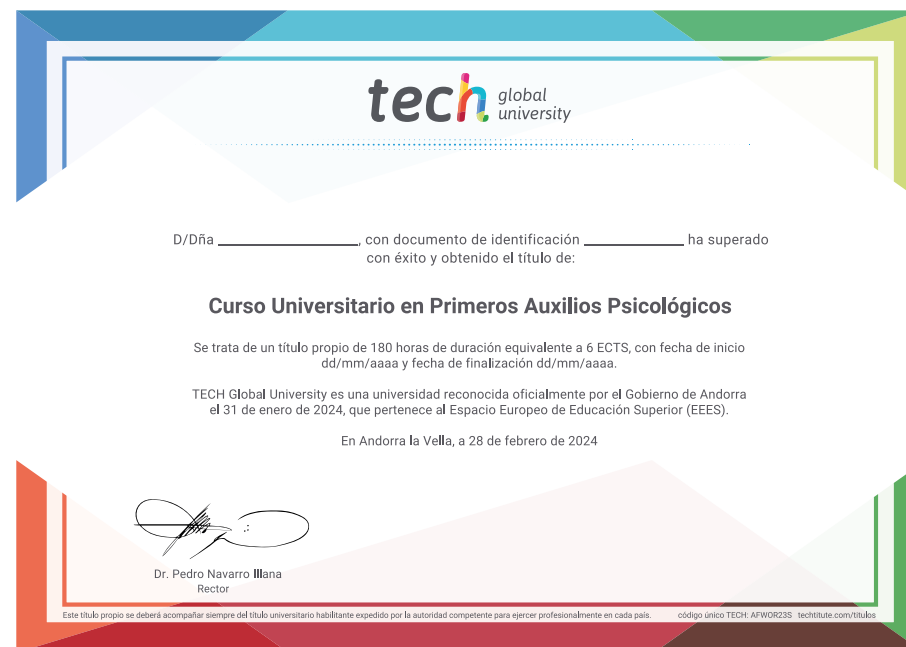 tech global university
D/Dña ____________________, con documento de identificación ______________ ha superado
con éxito y obtenido el título de:
Curso Universitario en Primeros Auxilios Psicológicos
Se trata de un título propio de 180 horas de duración equivalente a 6 ECTS, con fecha de inicio
dd/mm/aaaa y fecha de finalización dd/mm/aaaa.
TECH Global University es una universidad reconocida oficialmente por el Gobierno de Andorra
el 31 de enero de 2024, que pertenece al Espacio Europeo de Educación Superior (EEES).
En Andorra la Vella, a 28 de febrero de 2024
Dr. Pedro Navarro Illana
Rector
Este título propio se deberá acompañar siempre del título universitario habilitante expedido por la autoridad competente para ejercer profesionalmente en cada país. código único TECH: AFWOR23S techtitute.com/titulos